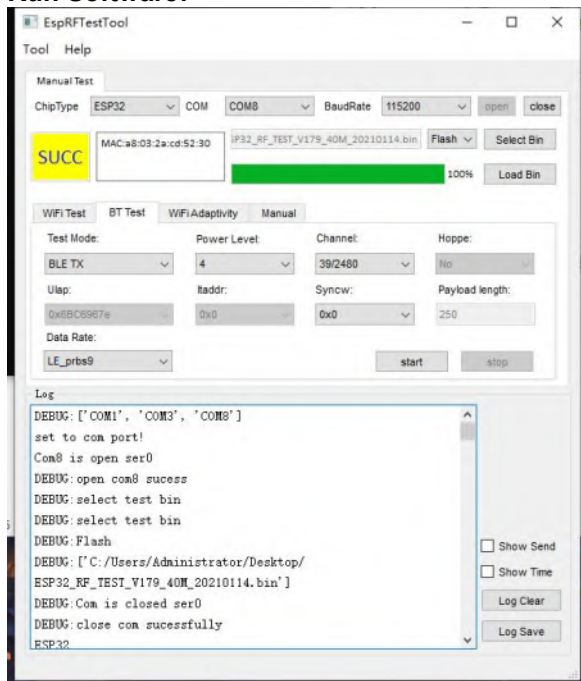 EspRFTestTool
Tool Help
Manual Test
ChipType ESP32 COM COM8 BaudRate 115200 open close
SUCC MAC:a8:03:2a:cd:52:30 iP32_RF_TEST_V179_40M_20210114.bin Flash Select Bin
100% Load Bin
WiFi Test BT Test WiFi Adaptivity Manual
Test Mode: Power Level: Channel: Hoppe:
BLE TX 4 39/2480 No
Ulap: ltaddr: Syncw: Payload length:
0x6BC6967e 0x0 0x0 250
Data Rate:
LE_prbs9 start stop
Log
DEBUG:['COM1', 'COM3', 'COM8']
set to com port!
Com8 is open ser0
DEBUG:open com8 sucess
DEBUG:select test bin
DEBUG:select test bin
DEBUG:Flash
DEBUG:['C:/Users/Administrator/Desktop/
ESP32_RF_TEST_V179_40M_20210114.bin']
DEBUG:Com is closed ser0
DEBUG:close com sucessfully
ESP32
Show Send
Show Time
Log Clear
Log Save